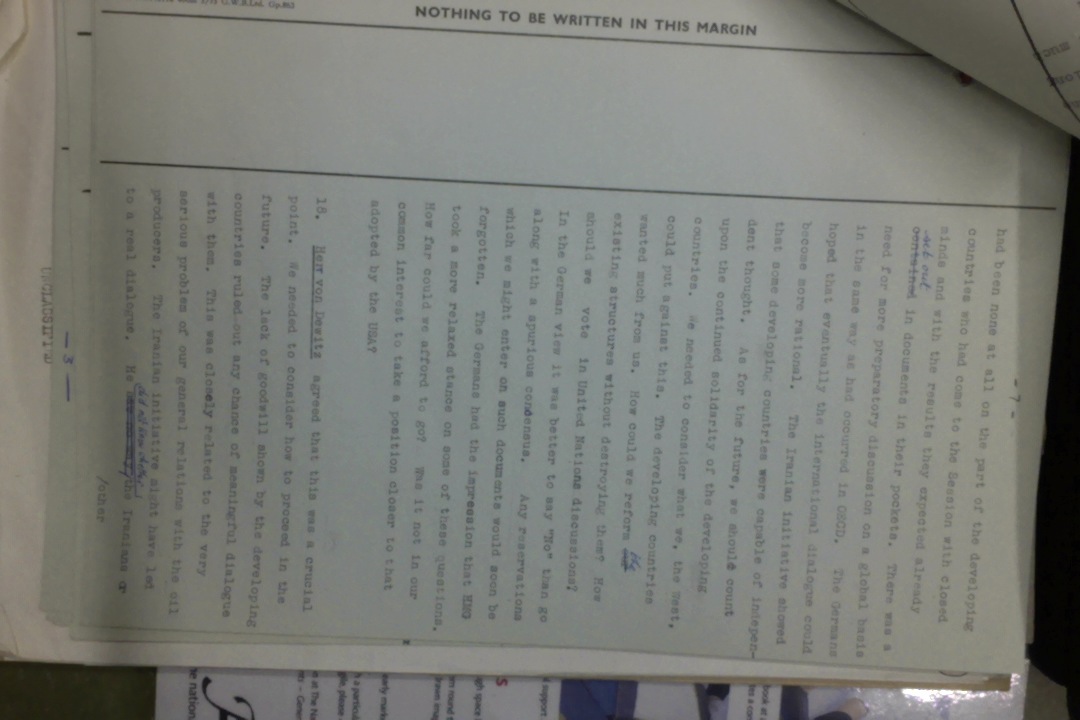 - 7 -
had been none at all on the part of the developing
countries who had come to the Session with closed
minds and with the results they expected already
set out
contained in documents in their pockets. There was a
need for more preparatory discussion on a global basis
in the same way as had occurred in OECD. The Germans
hoped that eventually the international dialogue could
become more rational. The Iranian initiative showed
that some developing countries were capable of indepen-
dent thought. As for the future, we should count
upon the continued solidarity of the developing
countries. We needed to consider what we, the West,
could put against this. The developing countries
wanted much from us. How could we reform the
existing structures without destroying them? How
should we vote in United Nations discussions?
In the German view it was better to say "No" than go
along with a spurious consensus. Any reservations
which we might enter on such documents would soon be
forgotten. The Germans had the impression that HMG
took a more relaxed stance on some of these questions.
How far could we afford to go? Was it not in our
common interest to take a position closer to that
adopted by the USA?
18. Herr von Dewitz agreed that this was a crucial
point. We needed to consider how to proceed in the
future. The lack of goodwill shown by the developing
countries ruled out any chance of meaningful dialogue
with them. This was closely related to the very
serious problem of our general relations with the oil
producers. The Iranian initiative might have led
to a real dialogue. He did not the Iranians or
/other
- 3 -
UNCLASSIFIED
NOTHING TO BE WRITTEN IN THIS MARGIN
G.W.B.Ltd. Gp.863